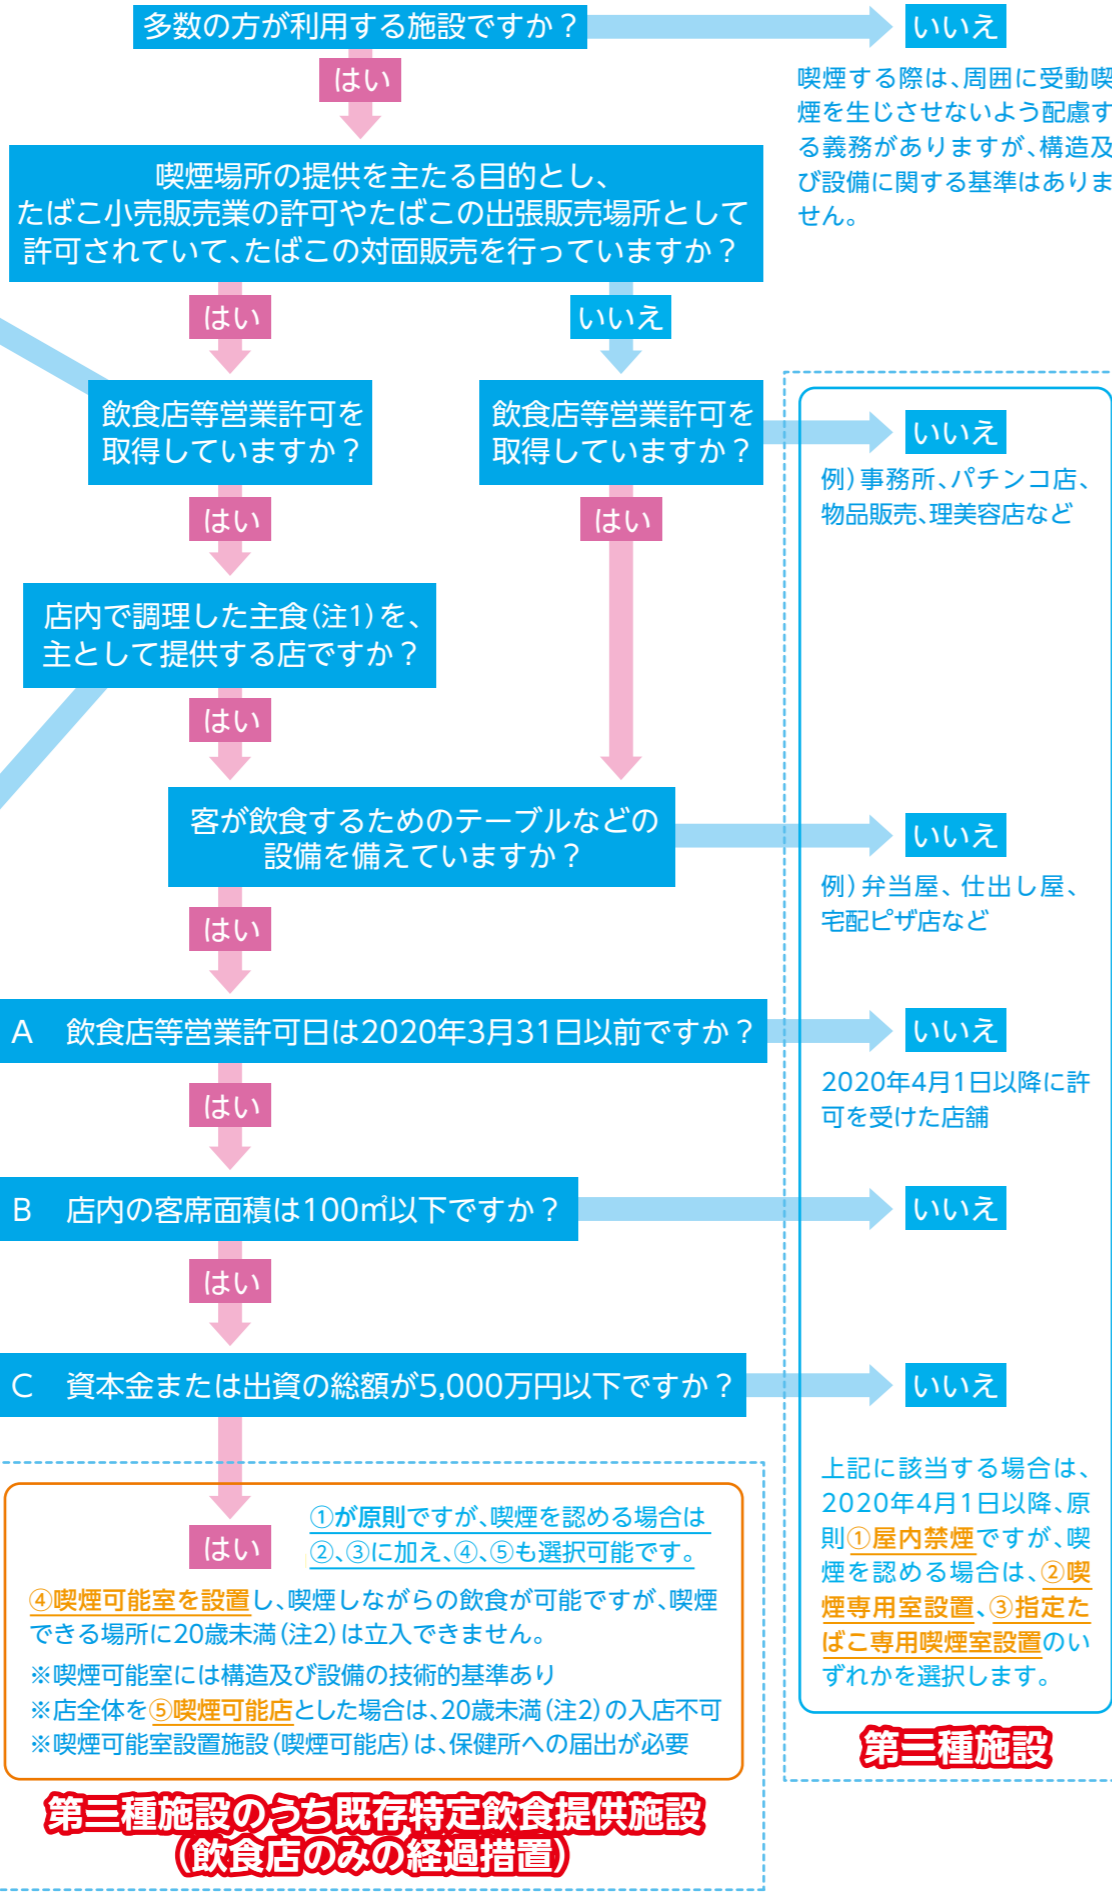 多数の方が利用する施設ですか？
いいえ
喫煙する際は、周囲に受動喫
煙を生じさせないよう配慮す
る義務がありますが、構造及
び設備に関する基準はありま
せん。
はい
喫煙場所の提供を主たる目的とし、
たばこ小売販売業の許可やたばこの出張販売場所として
許可されていて、たばこの対面販売を行っていますか？
はい
いいえ
飲食店等営業許可を
取得していますか？
飲食店等営業許可を
取得していますか？
いいえ
例）事務所、パチンコ店、
物品販売、理美容店など
はい
はい
店内で調理した主食（注1）を、
主として提供する店ですか？
はい
客が飲食するためのテーブルなどの
設備を備えていますか？
いいえ
例）弁当屋、仕出し屋、
宅配ピザ店など
はい
A　飲食店等営業許可日は2020年3月31日以前ですか？
いいえ
2020年4月1日以降に許
可を受けた店舗
はい
B　店内の客席面積は100㎡以下ですか？
いいえ
はい
C　資本金または出資の総額が5,000万円以下ですか？
いいえ
上記に該当する場合は、
2020年4月1日以降、原
則①屋内禁煙ですが、喫
煙を認める場合は、②喫
煙専用室設置、③指定た
ばこ専用喫煙室設置のい
ずれかを選択します。
第二種施設
はい
①が原則ですが、喫煙を認める場合は
②、③に加え、④、⑤も選択可能です。
④喫煙可能室を設置し、喫煙しながらの飲食が可能ですが、喫煙
できる場所に20歳未満（注2）は立入できません。
※喫煙可能室には構造及び設備の技術的基準あり
※店全体を⑤喫煙可能店とした場合は、20歳未満（注2）の入店不可
※喫煙可能室設置施設（喫煙可能店）は、保健所への届出が必要
第二種施設のうち既存特定飲食提供施設
（飲食店のみの経過措置）